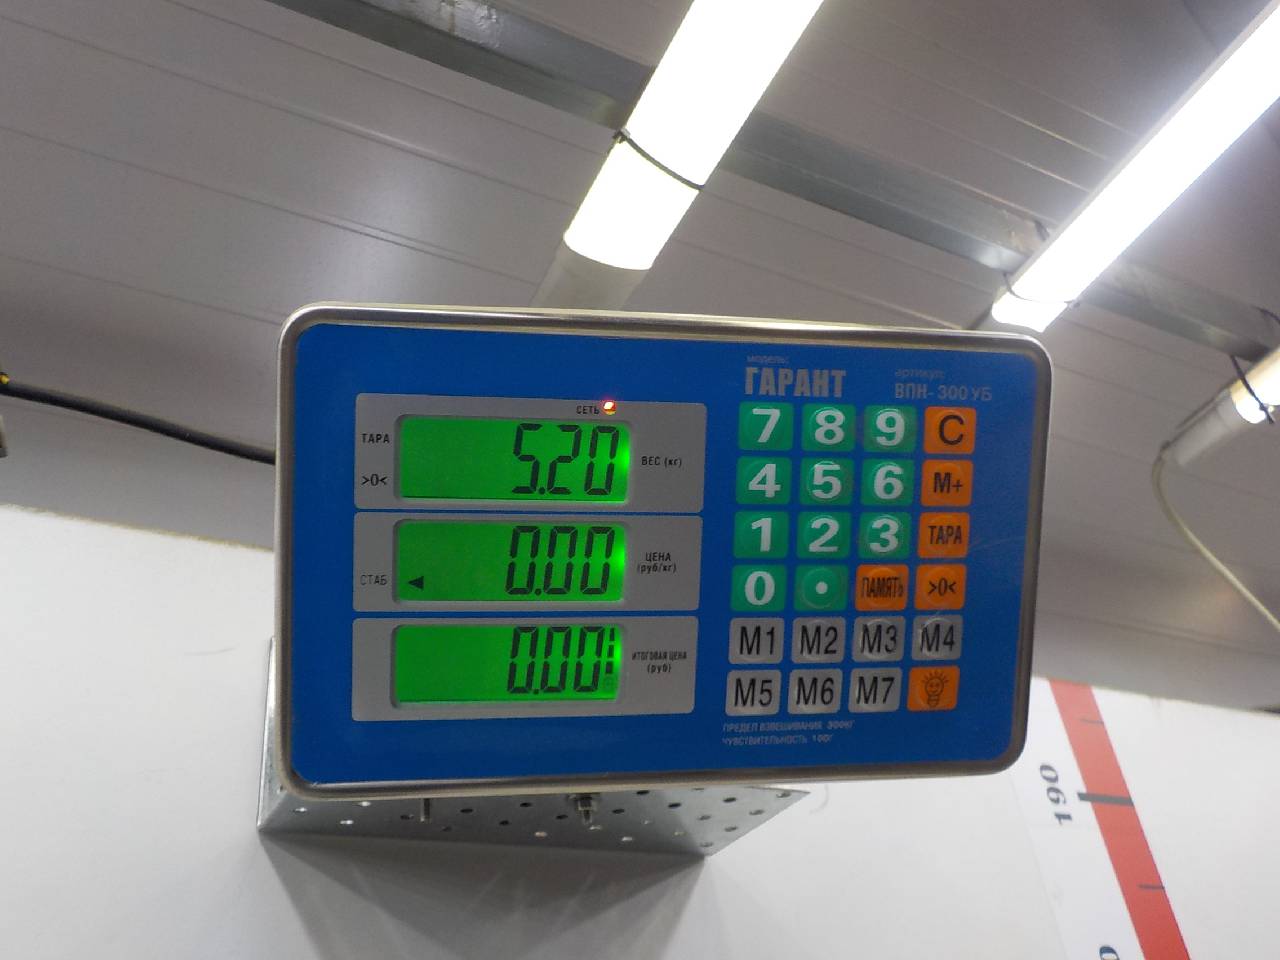 модель:
ГАРАНТ
артикул:
ВПН-300УБ
СЕТЬ
ТАРА
>0<
5.20
ВЕС (кг)
СТАБ
0.00
ЦЕНА
(руб/кг)
0.00
ИТОГОВАЯ ЦЕНА
(руб)
7 8 9 C
4 5 6 M+
1 2 3 ТАРА
0 . ПАМЯТЬ >0<
M1 M2 M3 M4
M5 M6 M7
ПРЕДЕЛ ВЗВЕШИВАНИЯ 300КГ
ЧУВСТВИТЕЛЬНОСТЬ 100Г
190